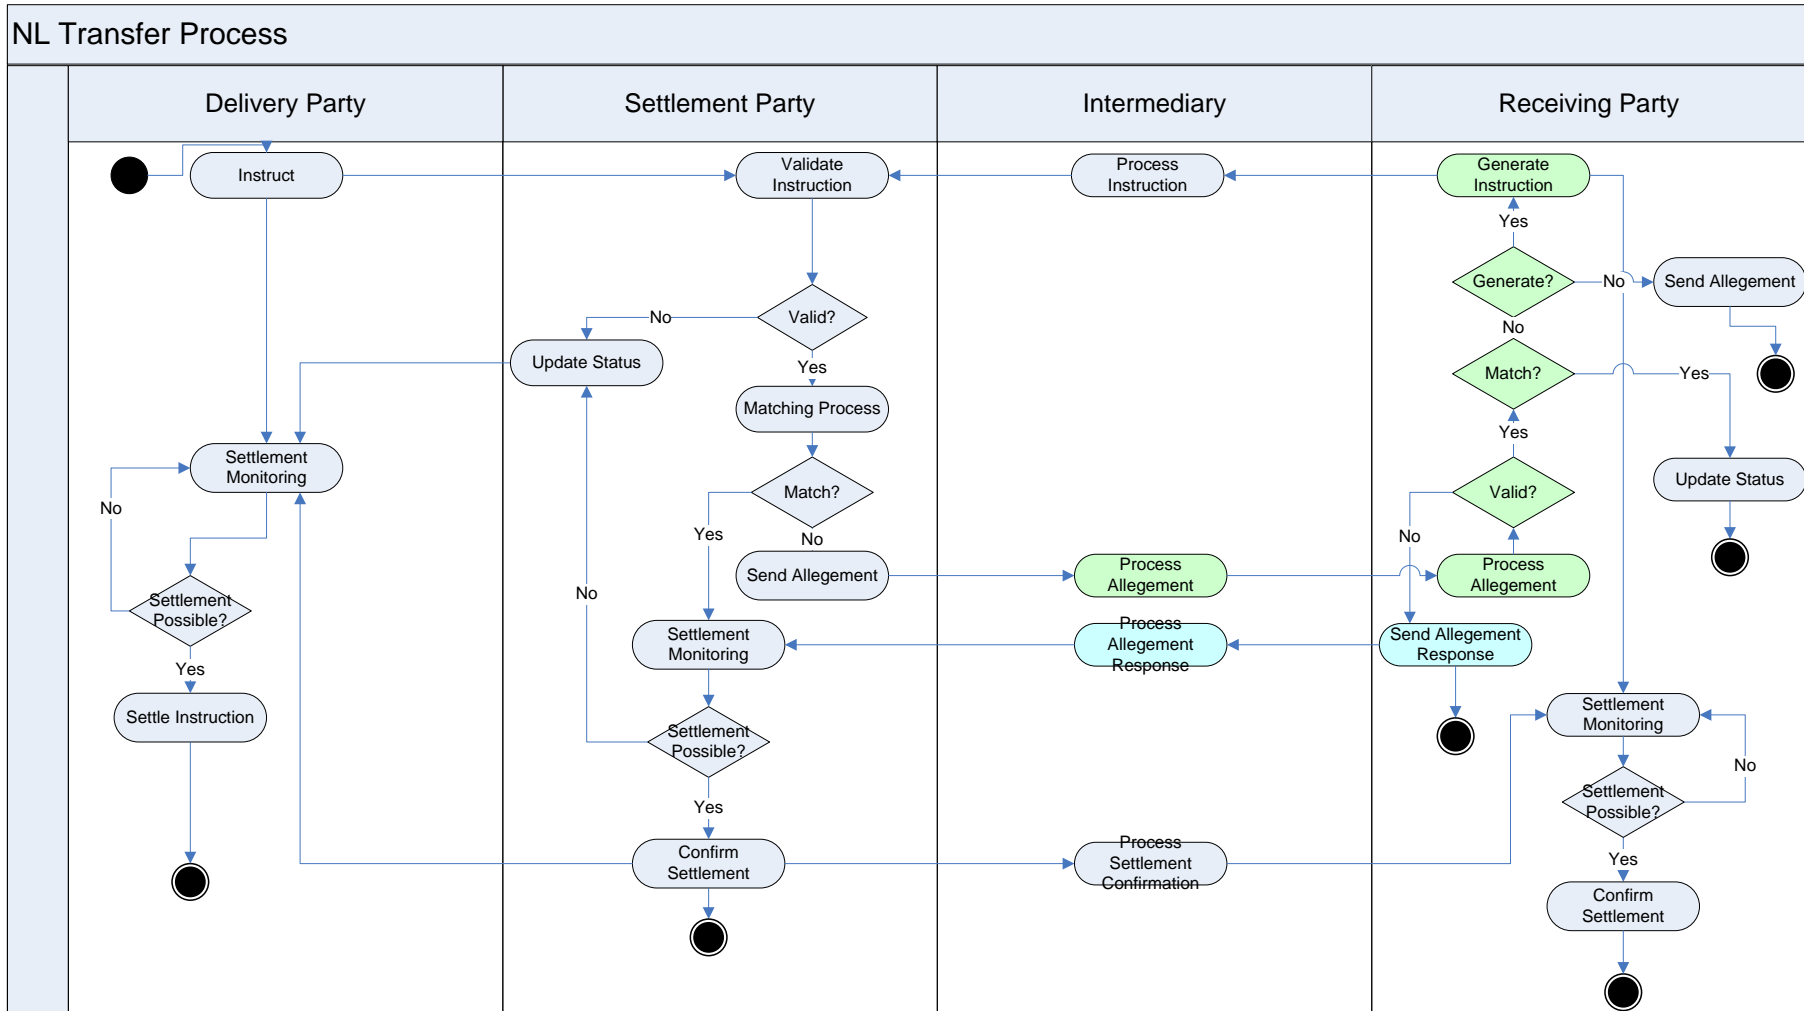 NL Transfer Process
Delivery Party
Settlement Party
Intermediary
Receiving Party
Instruct
Validate
Instruction
Process
Instruction
Generate
Instruction
Yes
Generate?
No
Send Allegement
No
Valid?
No
Update Status
Yes
Match?
Yes
Matching Process
Yes
Settlement
Monitoring
No
Match?
Valid?
Update Status
Yes
No
No
Send Allegement
Process
Allegement
Process
Allegement
Settlement
Possible?
No
Settlement
Monitoring
Process
Allegement
Response
Send Allegement
Response
Yes
Settle Instruction
Settlement
Possible?
Settlement
Monitoring
No
Yes
Settlement
Possible?
Confirm
Settlement
Process
Settlement
Confirmation
Yes
Confirm
Settlement